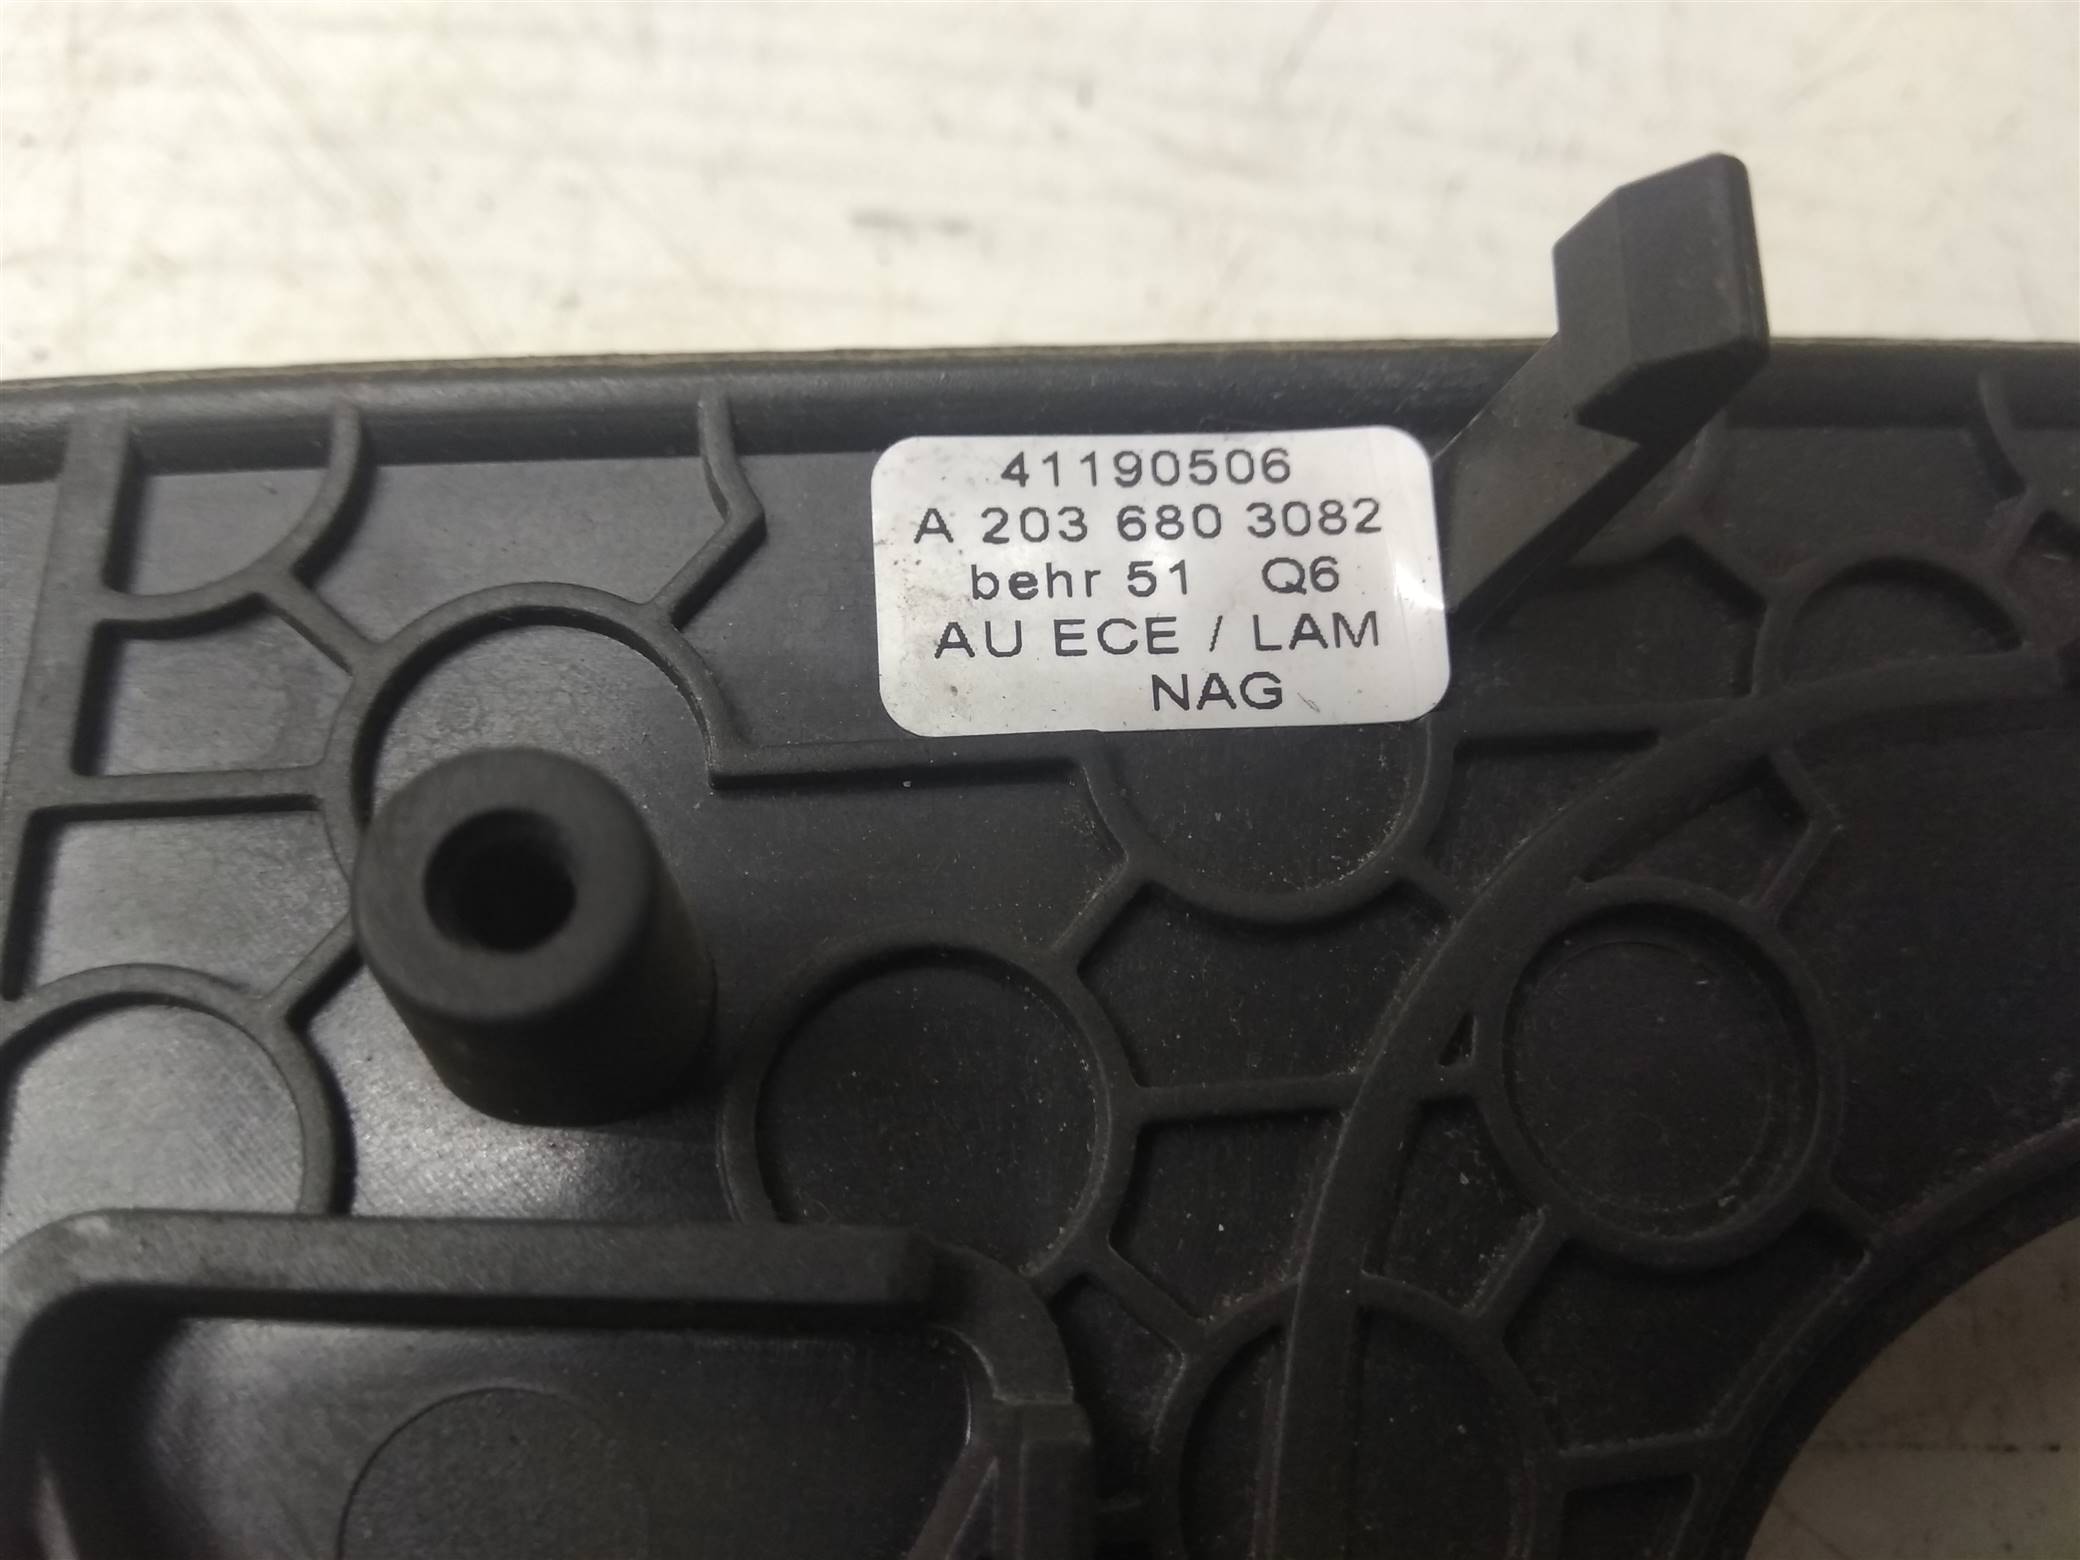 41190506
A 203 680 3082
behr 51 Q6
AU ECE / LAM
NAG